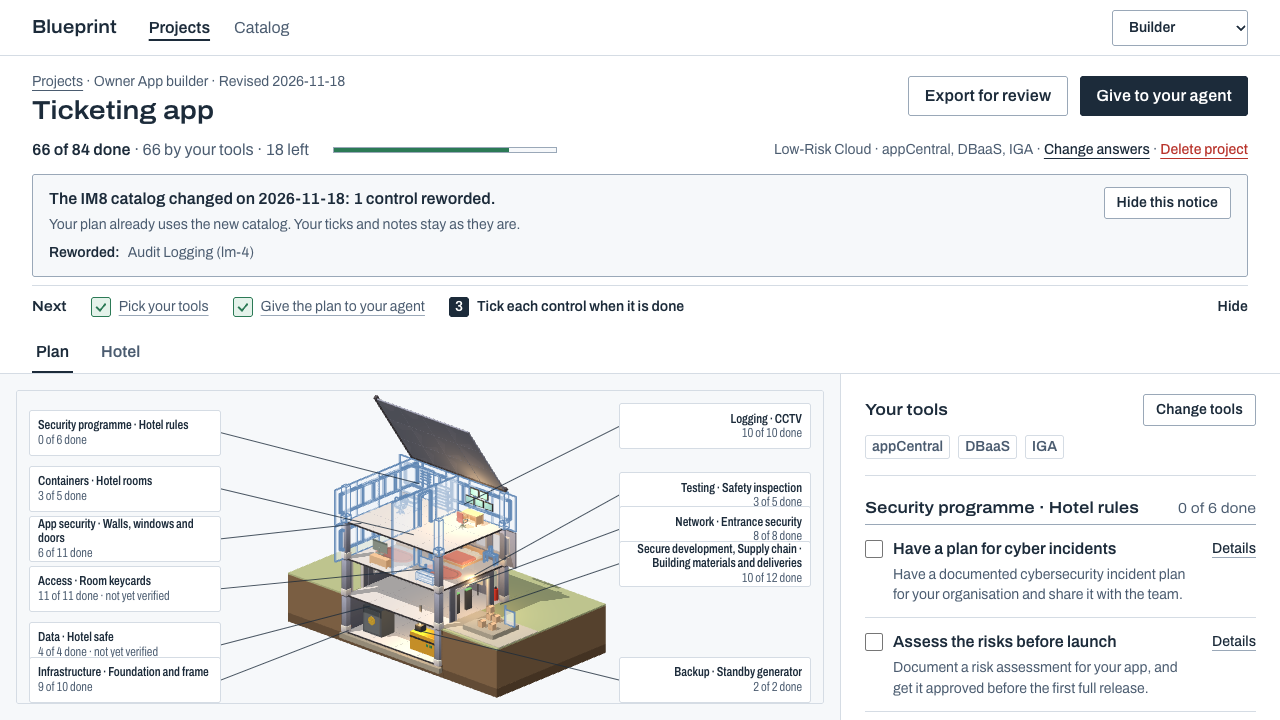 Blueprint
Projects
Catalog
Builder
Projects · Owner App builder · Revised 2026-11-18
Ticketing app
Export for review
Give to your agent
66 of 84 done · 66 by your tools · 18 left
Low-Risk Cloud · appCentral, DBaaS, IGA · Change answers · Delete project
The IM8 catalog changed on 2026-11-18: 1 control reworded.
Hide this notice
Your plan already uses the new catalog. Your ticks and notes stay as they are.
Reworded: Audit Logging (lm-4)
Next
Pick your tools
Give the plan to your agent
3 Tick each control when it is done
Hide
Plan
Hotel
Security programme · Hotel rules
0 of 6 done
Containers · Hotel rooms
3 of 5 done
App security · Walls, windows and
doors
6 of 11 done
Access · Room keycards
11 of 11 done · not yet verified
Data · Hotel safe
4 of 4 done · not yet verified
Infrastructure · Foundation and frame
9 of 10 done
Logging · CCTV
10 of 10 done
Testing · Safety inspection
3 of 5 done
Network · Entrance security
8 of 8 done
Secure development, Supply chain ·
Building materials and deliveries
10 of 12 done
Backup · Standby generator
2 of 2 done
Your tools
Change tools
appCentral
DBaaS
IGA
Security programme · Hotel rules
0 of 6 done
Have a plan for cyber incidents
Details
Have a documented cybersecurity incident plan
for your organisation and share it with the team.
Assess the risks before launch
Details
Document a risk assessment for your app, and
get it approved before the first full release.